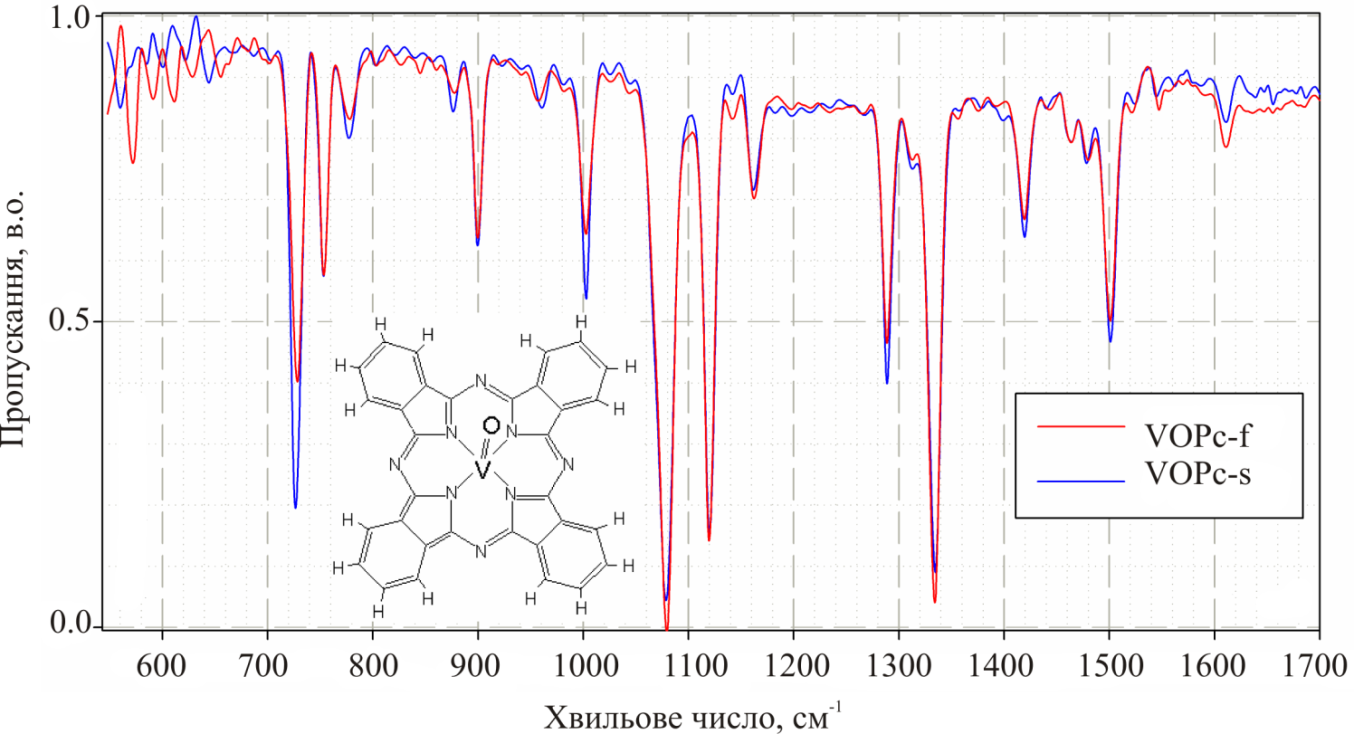 1.0
0.5
0.0
Пропускання, в.о.
H
H
H
H
H
H
H
H
N
O
N
N
N
N
V
N
N
N
H
H
H
H
H
H
H
H
VOPc-f
VOPc-s
600 700 800 900 1000 1100 1200 1300 1400 1500 1600 1700
Хвильове число, см⁻¹